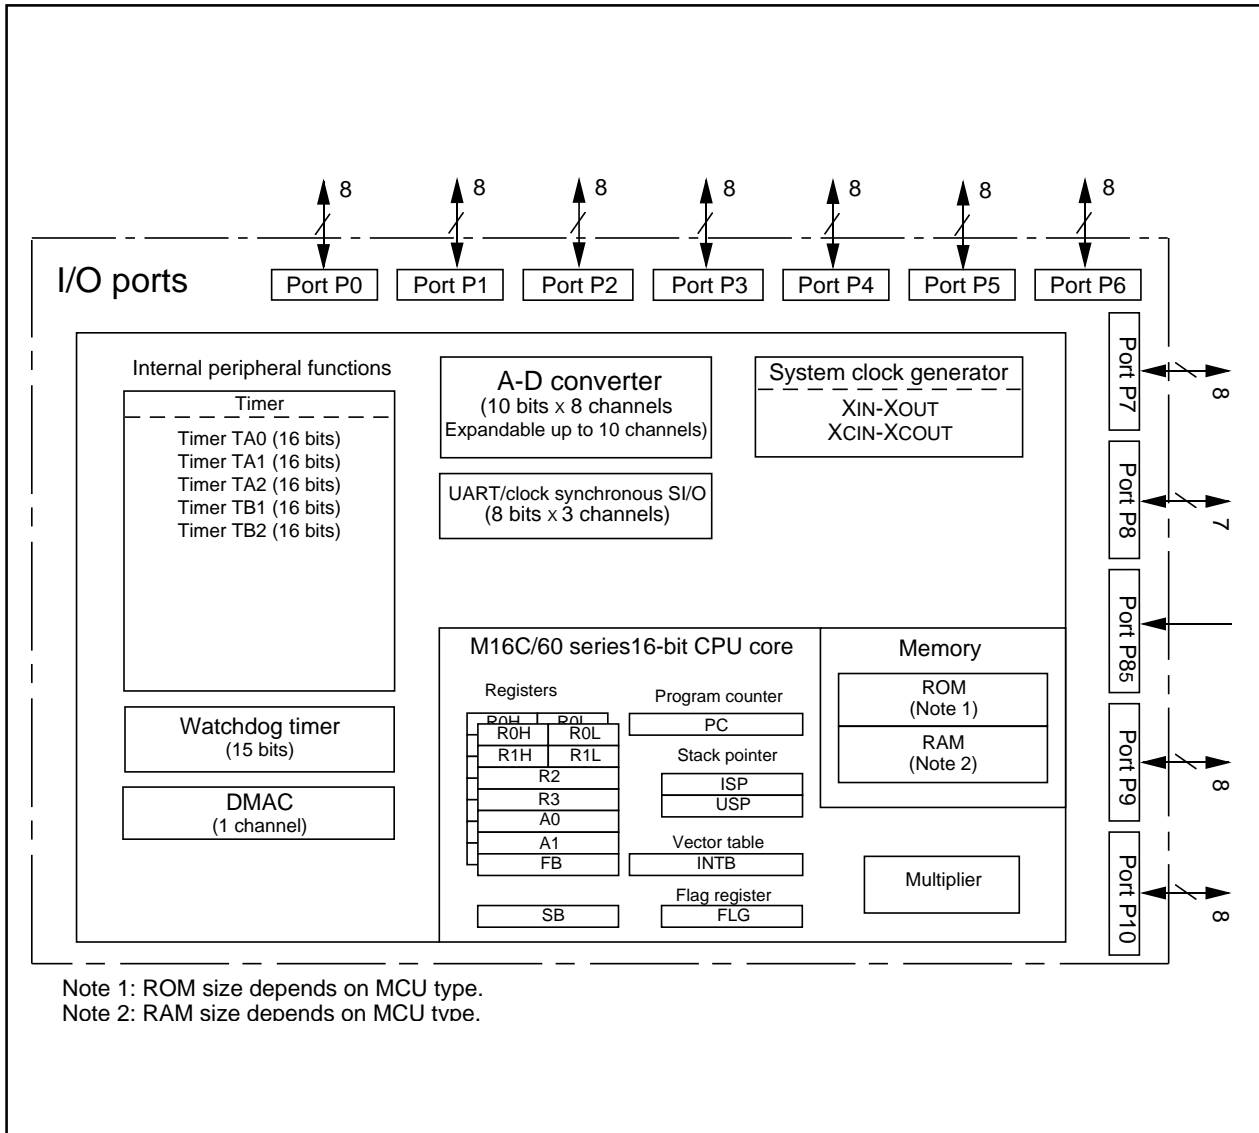 8 8 8 8 8 8 8
I/O ports
Port P0 Port P1 Port P2 Port P3 Port P4 Port P5 Port P6
Port P7
8
Port P8
7
Port P85
Port P9
8
Port P10
8
Internal peripheral functions
Timer
Timer TA0 (16 bits)
Timer TA1 (16 bits)
Timer TA2 (16 bits)
Timer TB1 (16 bits)
Timer TB2 (16 bits)
Watchdog timer
(15 bits)
DMAC
(1 channel)
A-D converter
(10 bits x 8 channels
Expandable up to 10 channels)
UART/clock synchronous SI/O
(8 bits x 3 channels)
System clock generator
XIN-XOUT
XCIN-XCOUT
M16C/60 series16-bit CPU core
Registers
R0H R0L
R0H R0L
R1H R1L
R2
R3
A0
A1
FB
SB
Program counter
PC
Stack pointer
ISP
USP
Vector table
INTB
Flag register
FLG
Memory
ROM
(Note 1)
RAM
(Note 2)
Multiplier
Note 1: ROM size depends on MCU type.
Note 2: RAM size depends on MCU type.